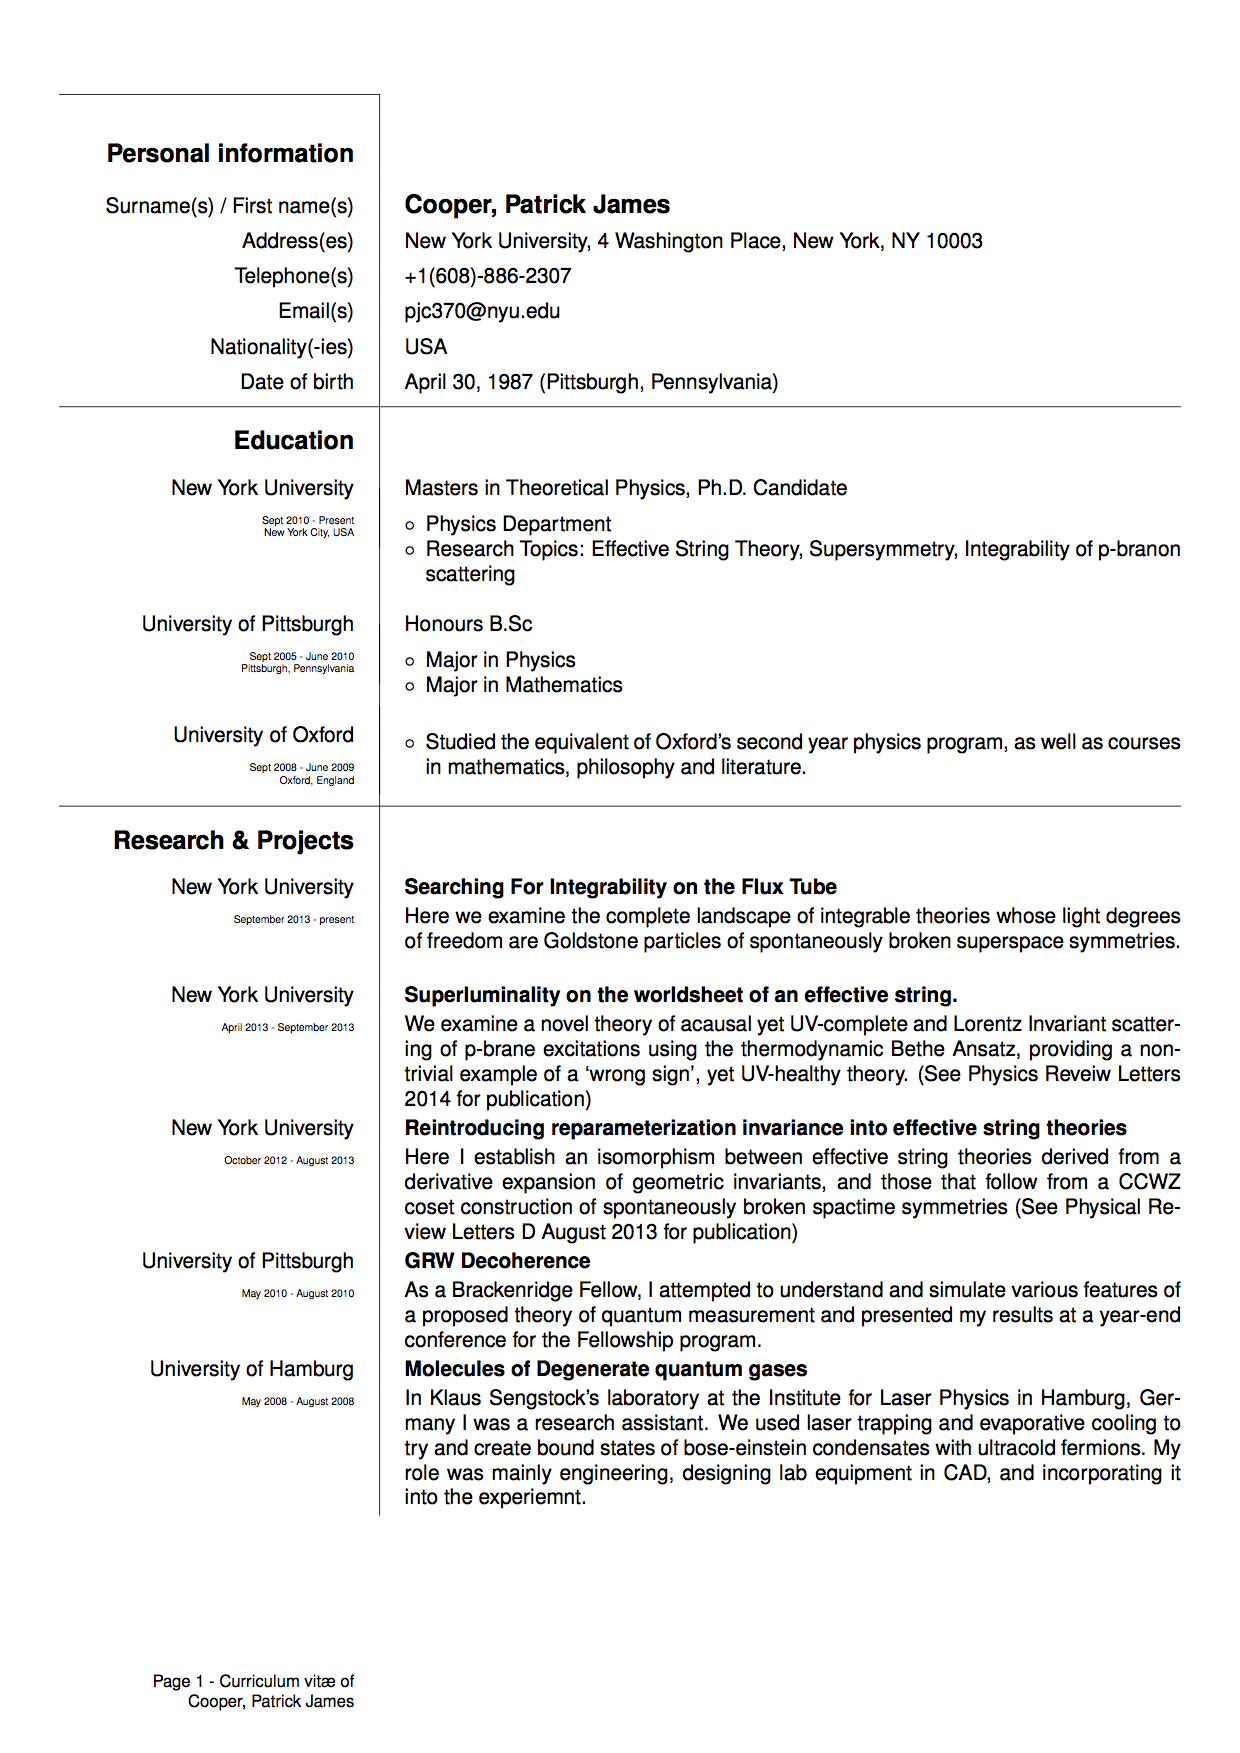 Personal information
Surname(s) / First name(s) Cooper, Patrick James
Address(es) New York University, 4 Washington Place, New York, NY 10003
Telephone(s) +1(608)-886-2307
Email(s) pjc370@nyu.edu
Nationality(-ies) USA
Date of birth April 30, 1987 (Pittsburgh, Pennsylvania)
Education
New York University Masters in Theoretical Physics, Ph.D. Candidate
Sept 2010 - Present
New York City, USA
○ Physics Department
○ Research Topics: Effective String Theory, Supersymmetry, Integrability of p-branon
scattering
University of Pittsburgh Honours B.Sc
Sept 2005 - June 2010
Pittsburgh, Pennsylvania
○ Major in Physics
○ Major in Mathematics
University of Oxford
Sept 2008 - June 2009
Oxford, England
○ Studied the equivalent of Oxford's second year physics program, as well as courses
in mathematics, philosophy and literature.
Research & Projects
New York University Searching For Integrability on the Flux Tube
September 2013 - present
Here we examine the complete landscape of integrable theories whose light degrees
of freedom are Goldstone particles of spontaneously broken superspace symmetries.
New York University Superluminality on the worldsheet of an effective string.
April 2013 - September 2013
We examine a novel theory of acausal yet UV-complete and Lorentz Invariant scatter-
ing of p-brane excitations using the thermodynamic Bethe Ansatz, providing a non-
trivial example of a ‘wrong sign’, yet UV-healthy theory. (See Physics Reveiw Letters
2014 for publication)
New York University Reintroducing reparameterization invariance into effective string theories
October 2012 - August 2013
Here I establish an isomorphism between effective string theories derived from a
derivative expansion of geometric invariants, and those that follow from a CCWZ
coset construction of spontaneously broken spactime symmetries (See Physical Re-
view Letters D August 2013 for publication)
University of Pittsburgh GRW Decoherence
May 2010 - August 2010
As a Brackenridge Fellow, I attempted to understand and simulate various features of
a proposed theory of quantum measurement and presented my results at a year-end
conference for the Fellowship program.
University of Hamburg Molecules of Degenerate quantum gases
May 2008 - August 2008
In Klaus Sengstock's laboratory at the Institute for Laser Physics in Hamburg, Ger-
many I was a research assistant. We used laser trapping and evaporative cooling to
try and create bound states of bose-einstein condensates with ultracold fermions. My
role was mainly engineering, designing lab equipment in CAD, and incorporating it
into the experiemnt.
Page 1 - Curriculum vitæ of
Cooper, Patrick James